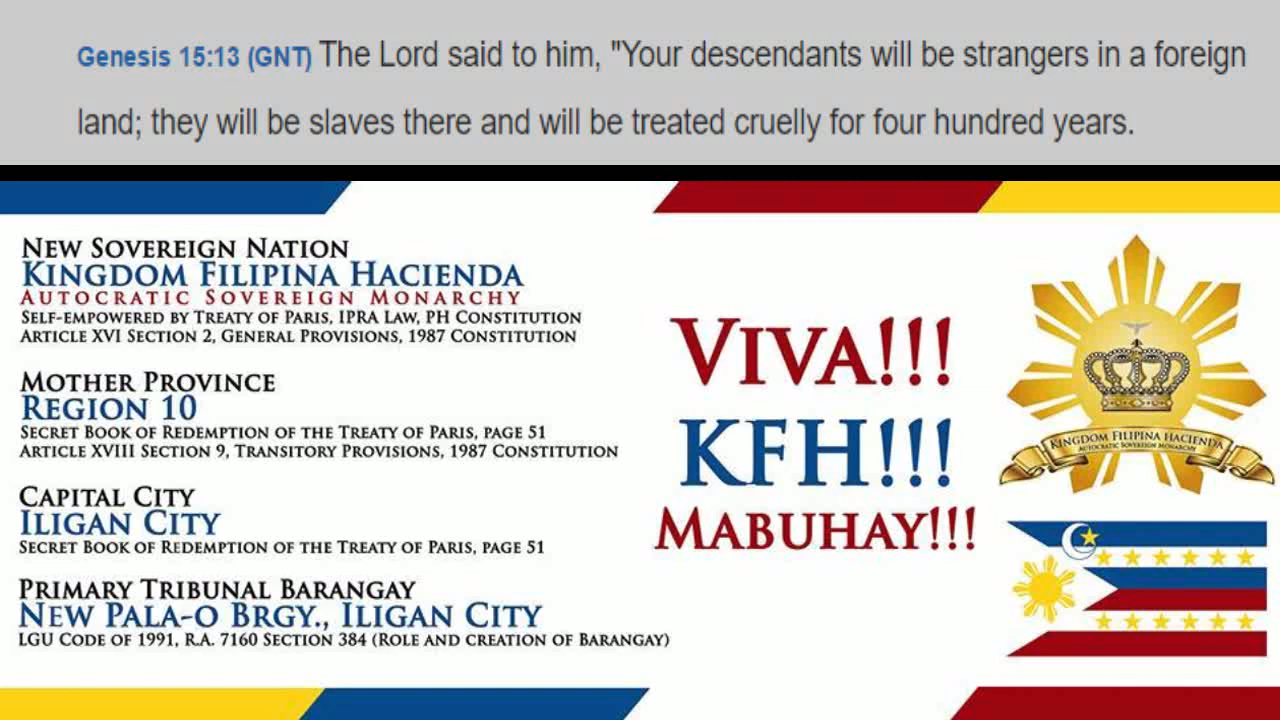 Genesis 15:13 (GNT) The Lord said to him, "Your descendants will be strangers in a foreign
land; they will be slaves there and will be treated cruelly for four hundred years.
NEW SOVEREIGN NATION
KINGDOM FILIPINA HACIENDA
AUTOCRATIC SOVEREIGN MONARCHY
SELF-EMPOWERED BY TREATY OF PARIS, IPRA LAW, PH CONSTITUTION
ARTICLE XVI SECTION 2, GENERAL PROVISIONS, 1987 CONSTITUTION
MOTHER PROVINCE
REGION 10
SECRET BOOK OF REDEMPTION OF THE TREATY OF PARIS, PAGE 51
ARTICLE XVIII SECTION 9, TRANSITORY PROVISIONS, 1987 CONSTITUTION
CAPITAL CITY
ILIGAN CITY
SECRET BOOK OF REDEMPTION OF THE TREATY OF PARIS, PAGE 51
PRIMARY TRIBUNAL BARANGAY
NEW PALA-O BRGY., ILIGAN CITY
LGU CODE OF 1991, R.A. 7160 SECTION 384 (ROLE AND CREATION OF BARANGAY)
VIVA!!!
KFH!!!
MABUHAY!!!
KINGDOM FILIPINA HACIENDA
AUTOCRATIC SOVEREIGN MONARCHY